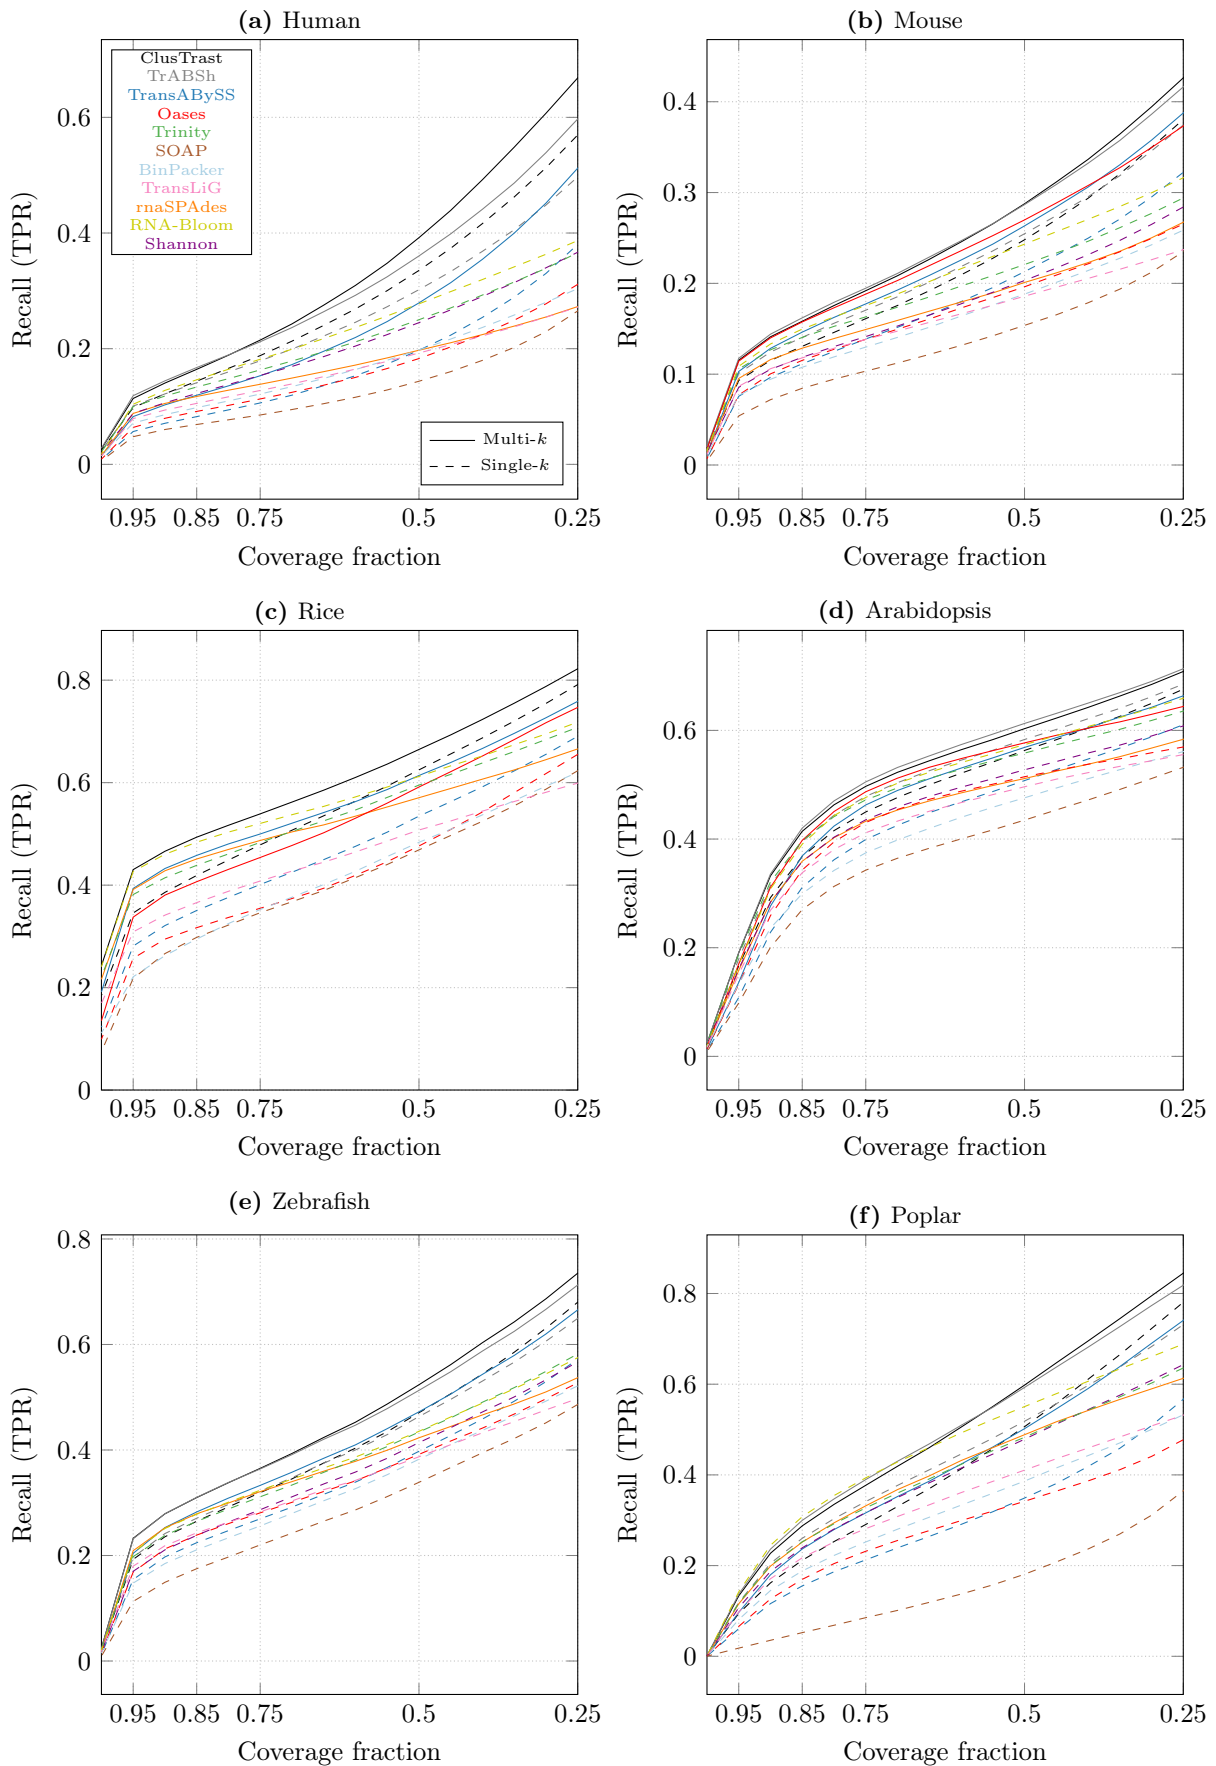 (a) Human
Recall (TPR)
0.6
0.4
0.2
0
ClusTrast
TrABSh
TransABySS
Oases
Trinity
SOAP
BinPacker
TransLiG
rnaSPAdes
RNA-Bloom
Shannon
Multi-k
Single-k
0.95 0.85 0.75 0.5 0.25
Coverage fraction
(b) Mouse
Recall (TPR)
0.4
0.3
0.2
0.1
0
0.95 0.85 0.75 0.5 0.25
Coverage fraction
(c) Rice
Recall (TPR)
0.8
0.6
0.4
0.2
0
0.95 0.85 0.75 0.5 0.25
Coverage fraction
(d) Arabidopsis
Recall (TPR)
0.6
0.4
0.2
0
0.95 0.85 0.75 0.5 0.25
Coverage fraction
(e) Zebrafish
Recall (TPR)
0.8
0.6
0.4
0.2
0
0.95 0.85 0.75 0.5 0.25
Coverage fraction
(f) Poplar
Recall (TPR)
0.8
0.6
0.4
0.2
0
0.95 0.85 0.75 0.5 0.25
Coverage fraction